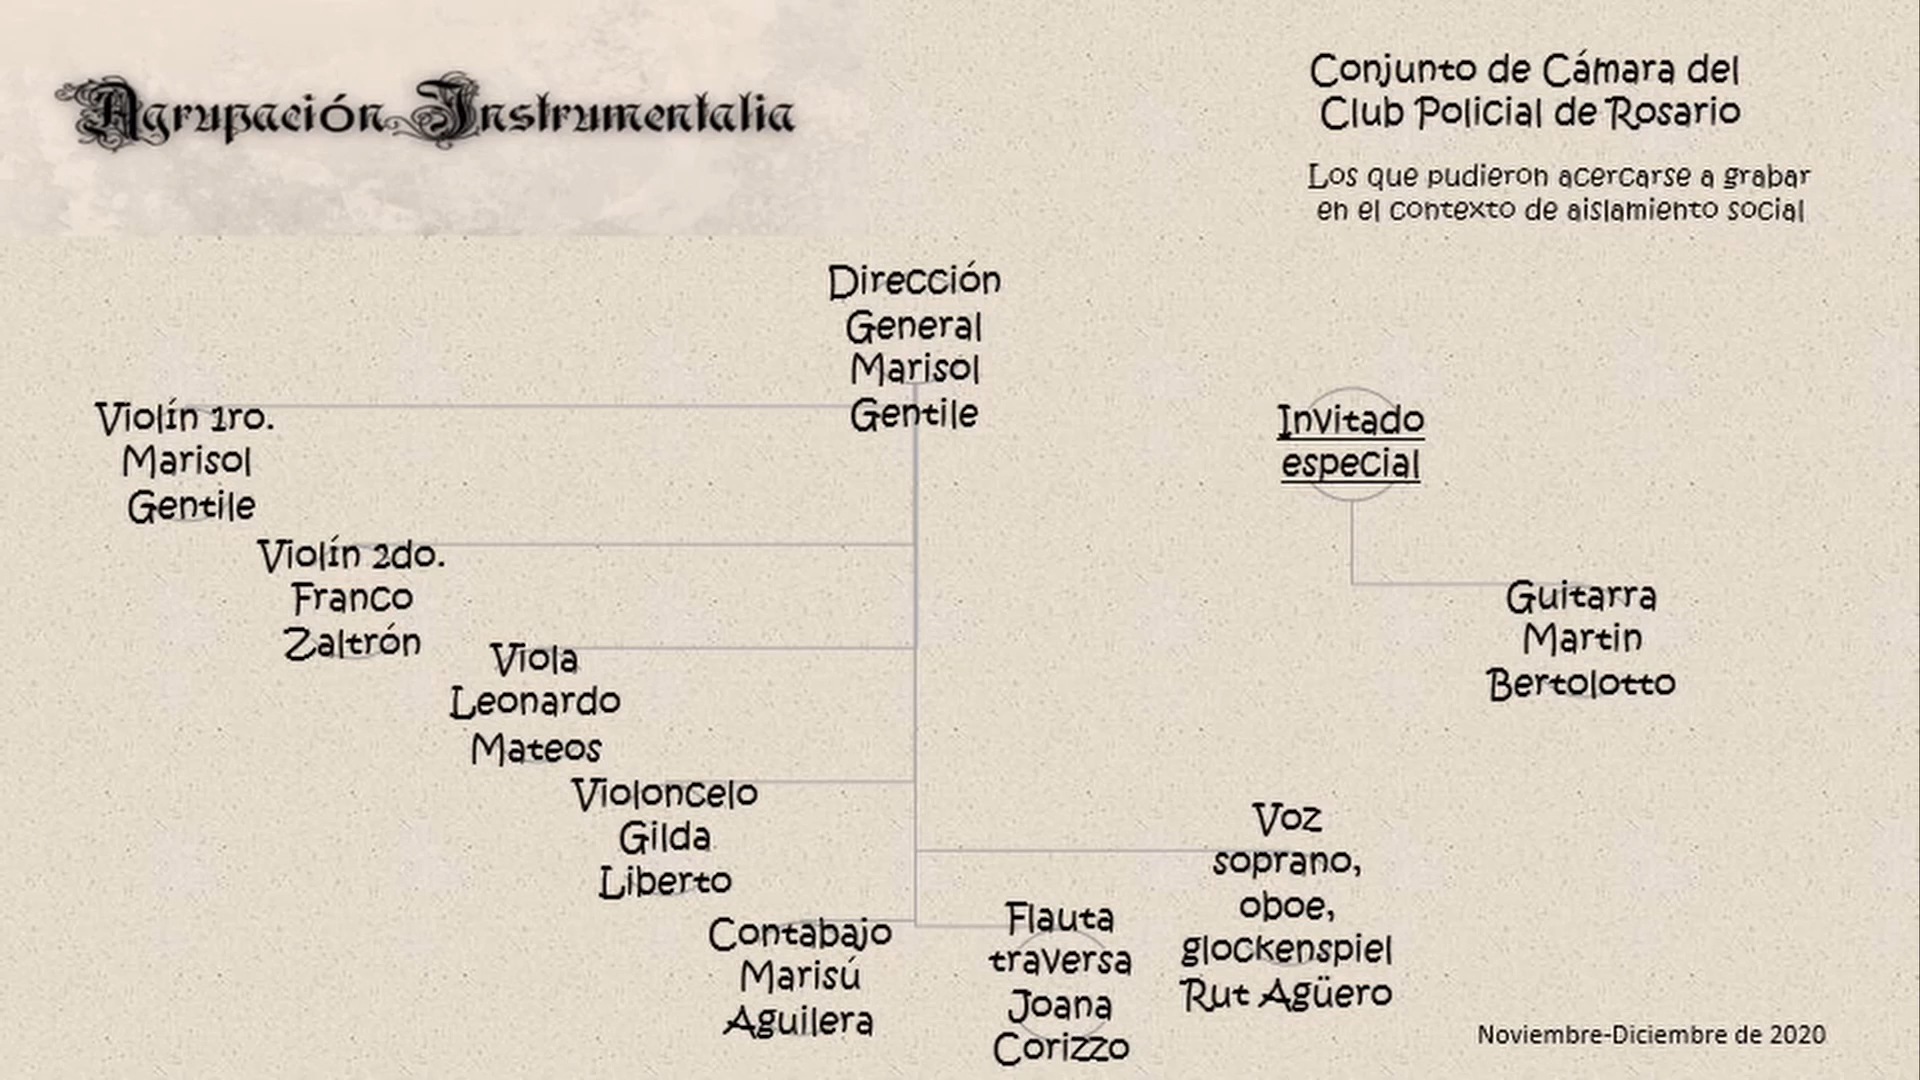 Agrupación Instrumentalia
Conjunto de Cámara del
Club Policial de Rosario
Los que pudieron acercarse a grabar
en el contexto de aislamiento social
Dirección
General
Marisol
Gentile
Violín 1ro.
Marisol
Gentile
Violín 2do.
Franco
Zaltrón
Viola
Leonardo
Mateos
Violoncelo
Gilda
Liberto
Contabajo
Marisú
Aguilera
Flauta
traversa
Joana
Corizzo
Voz
soprano,
oboe,
glockenspiel
Rut Agüero
Invitado
especial
Guitarra
Martin
Bertolotto
Noviembre-Diciembre de 2020